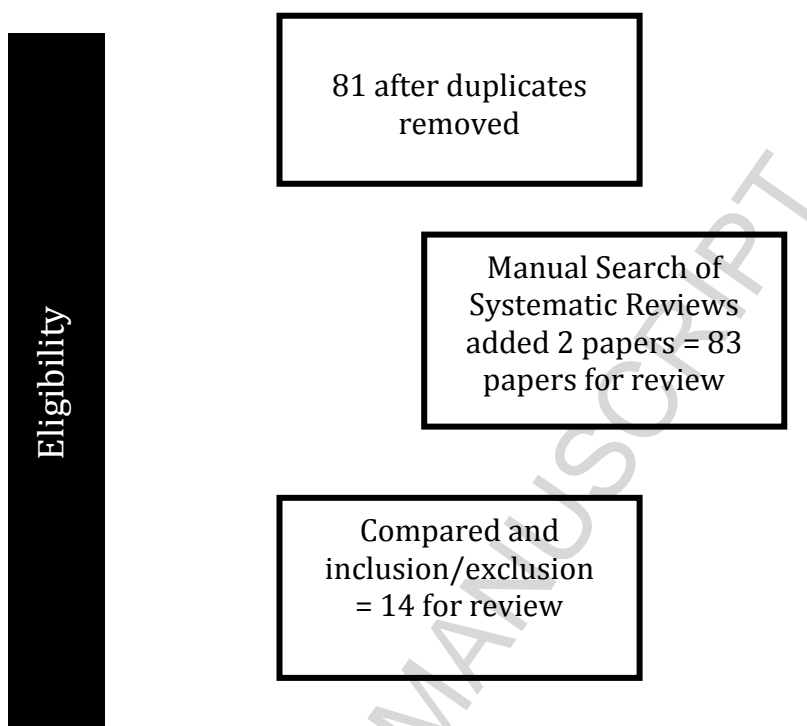 81 after duplicates
removed
Manual Search of
Systematic Reviews
added 2 papers = 83
papers for review
Eligibility
Compared and
inclusion/exclusion
= 14 for review
MANUSCRIPT